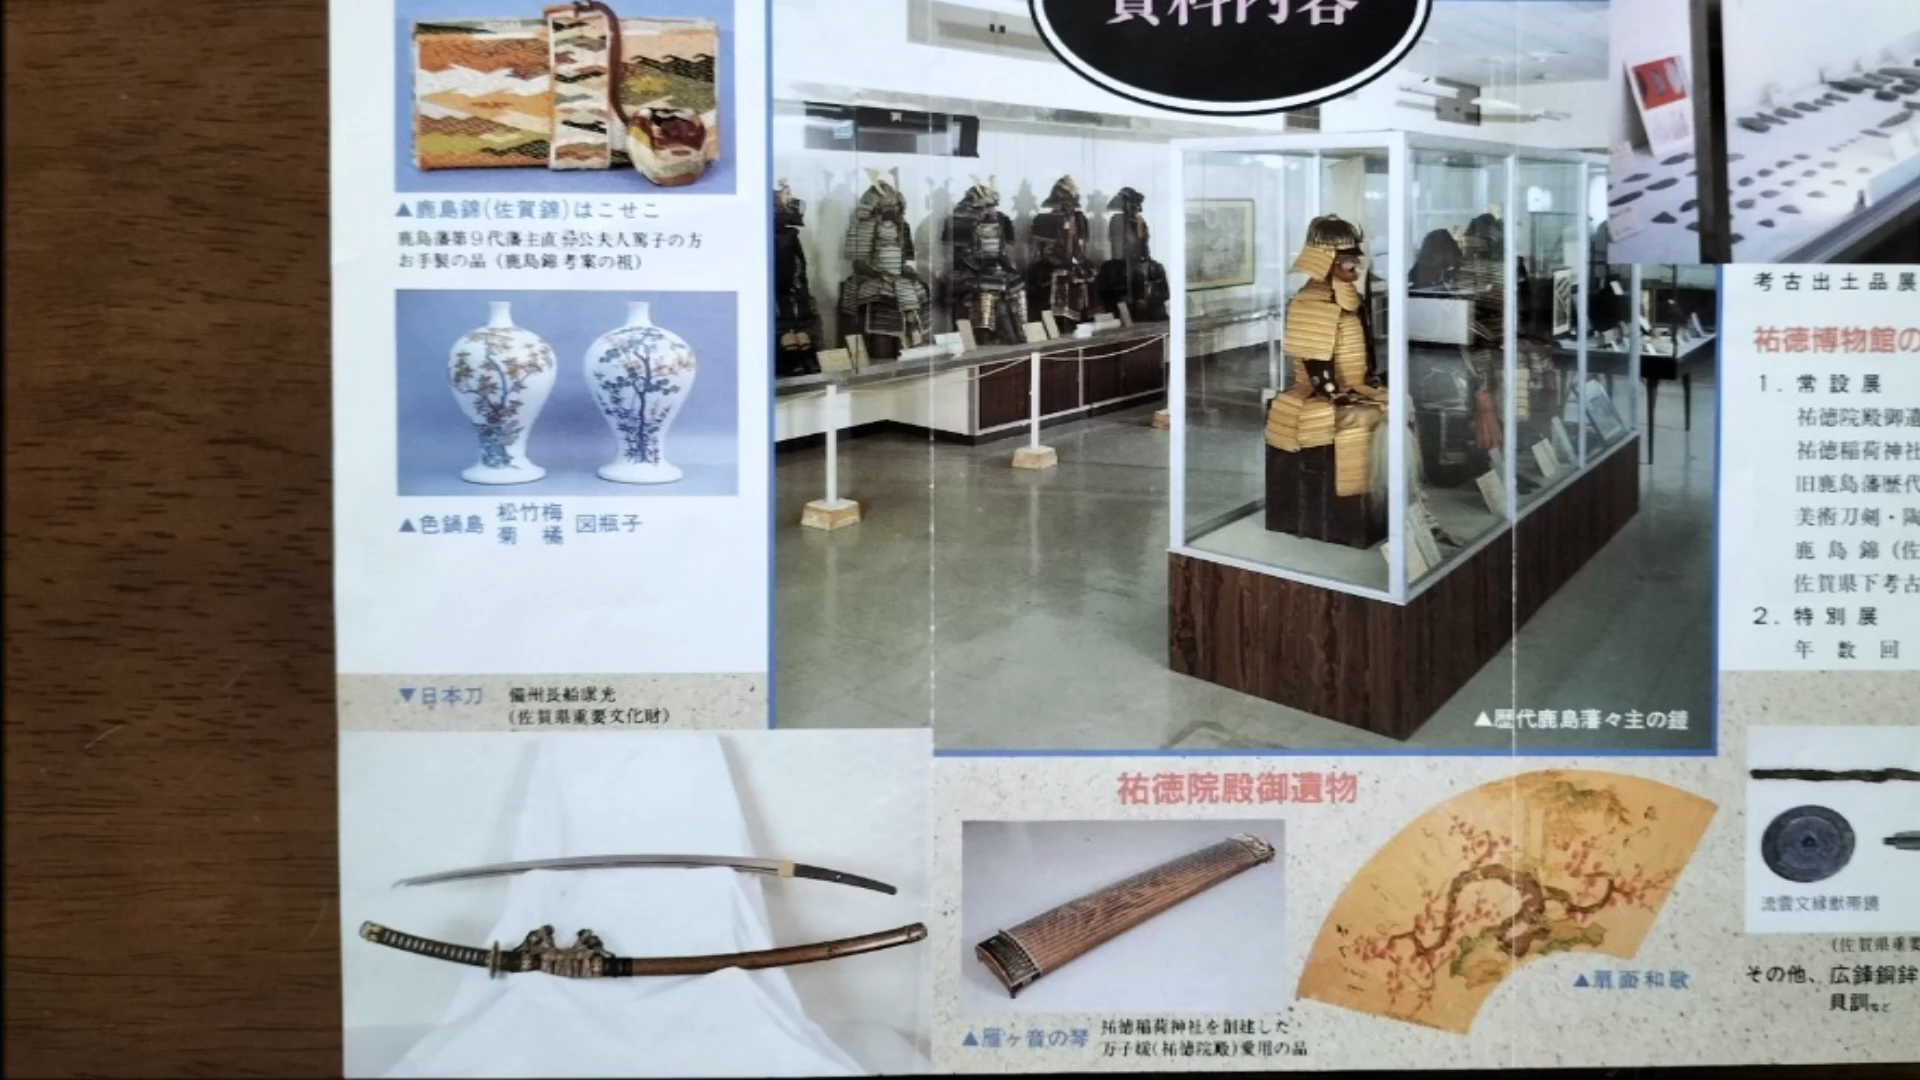 資料内容
▲鹿島錦(佐賀錦)はこせこ
鹿島藩第9代藩主直彜公夫人篤子の方
お手製の品(鹿島錦考案の祖)
▲色鍋島 松竹梅 図瓶子
菊 橘
▼日本刀 備州長船
(佐賀県重要文化財)
▲歴代鹿島藩々主の鎧
祐徳院殿御遺物
▲雁ヶ音の琴 祐徳稲荷神社を創建した
万子媛(祐徳院殿)愛用の品
▲扇面和歌
考古出土品展
祐徳博物館の
1. 常設展
祐徳院殿御遺
祐徳稲荷神社
旧鹿島藩歴代
美術刀剣・陶
鹿島錦(佐
佐賀県下考古
2. 特別展
年数回
流雲文縁獣帯鏡
(佐賀県重要
その他、広鋒銅鉾
貝釧など